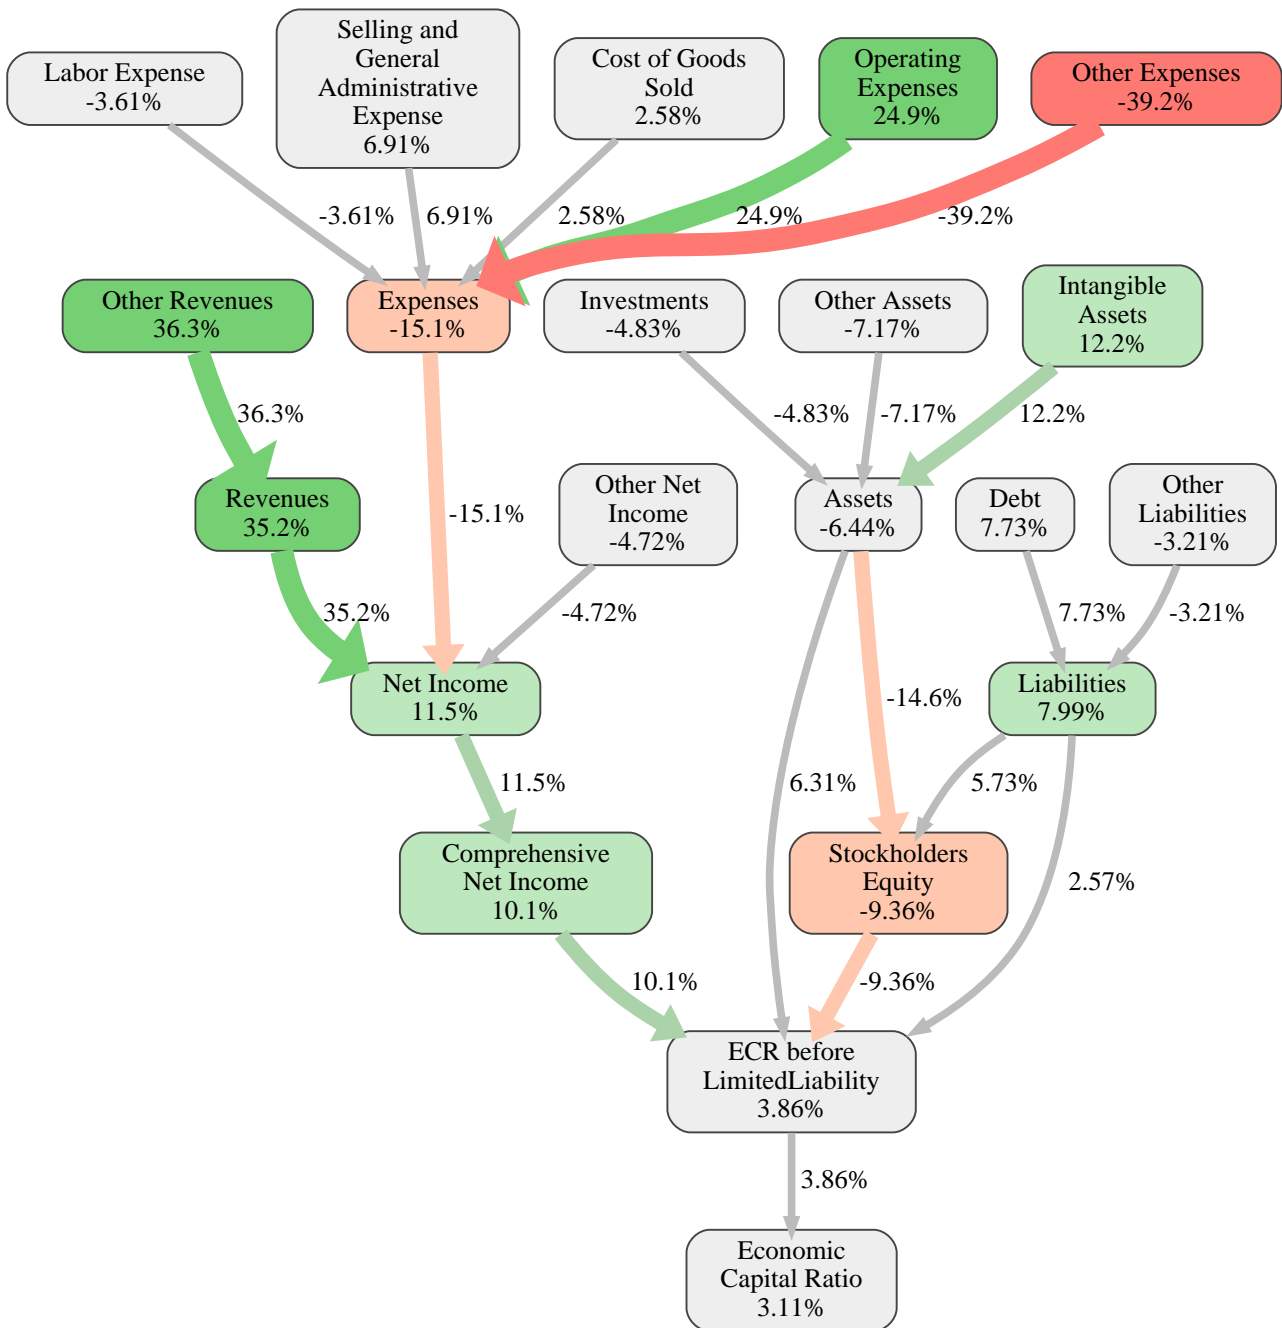 Labor Expense
-3.61%
Selling and
General
Administrative
Expense
6.91%
Cost of Goods
Sold
2.58%
Operating
Expenses
24.9%
Other Expenses
-39.2%
-3.61%
6.91%
2.58%
24.9%
-39.2%
Other Revenues
36.3%
Expenses
-15.1%
Investments
-4.83%
Other Assets
-7.17%
Intangible
Assets
12.2%
36.3%
-4.83%
-7.17%
12.2%
Revenues
35.2%
-15.1%
Other Net
Income
-4.72%
Assets
-6.44%
Debt
7.73%
Other
Liabilities
-3.21%
35.2%
-4.72%
7.73%
-3.21%
Net Income
11.5%
-14.6%
Liabilities
7.99%
11.5%
6.31%
5.73%
Comprehensive
Net Income
10.1%
Stockholders
Equity
-9.36%
2.57%
10.1%
-9.36%
ECR before
LimitedLiability
3.86%
3.86%
Economic
Capital Ratio
3.11%